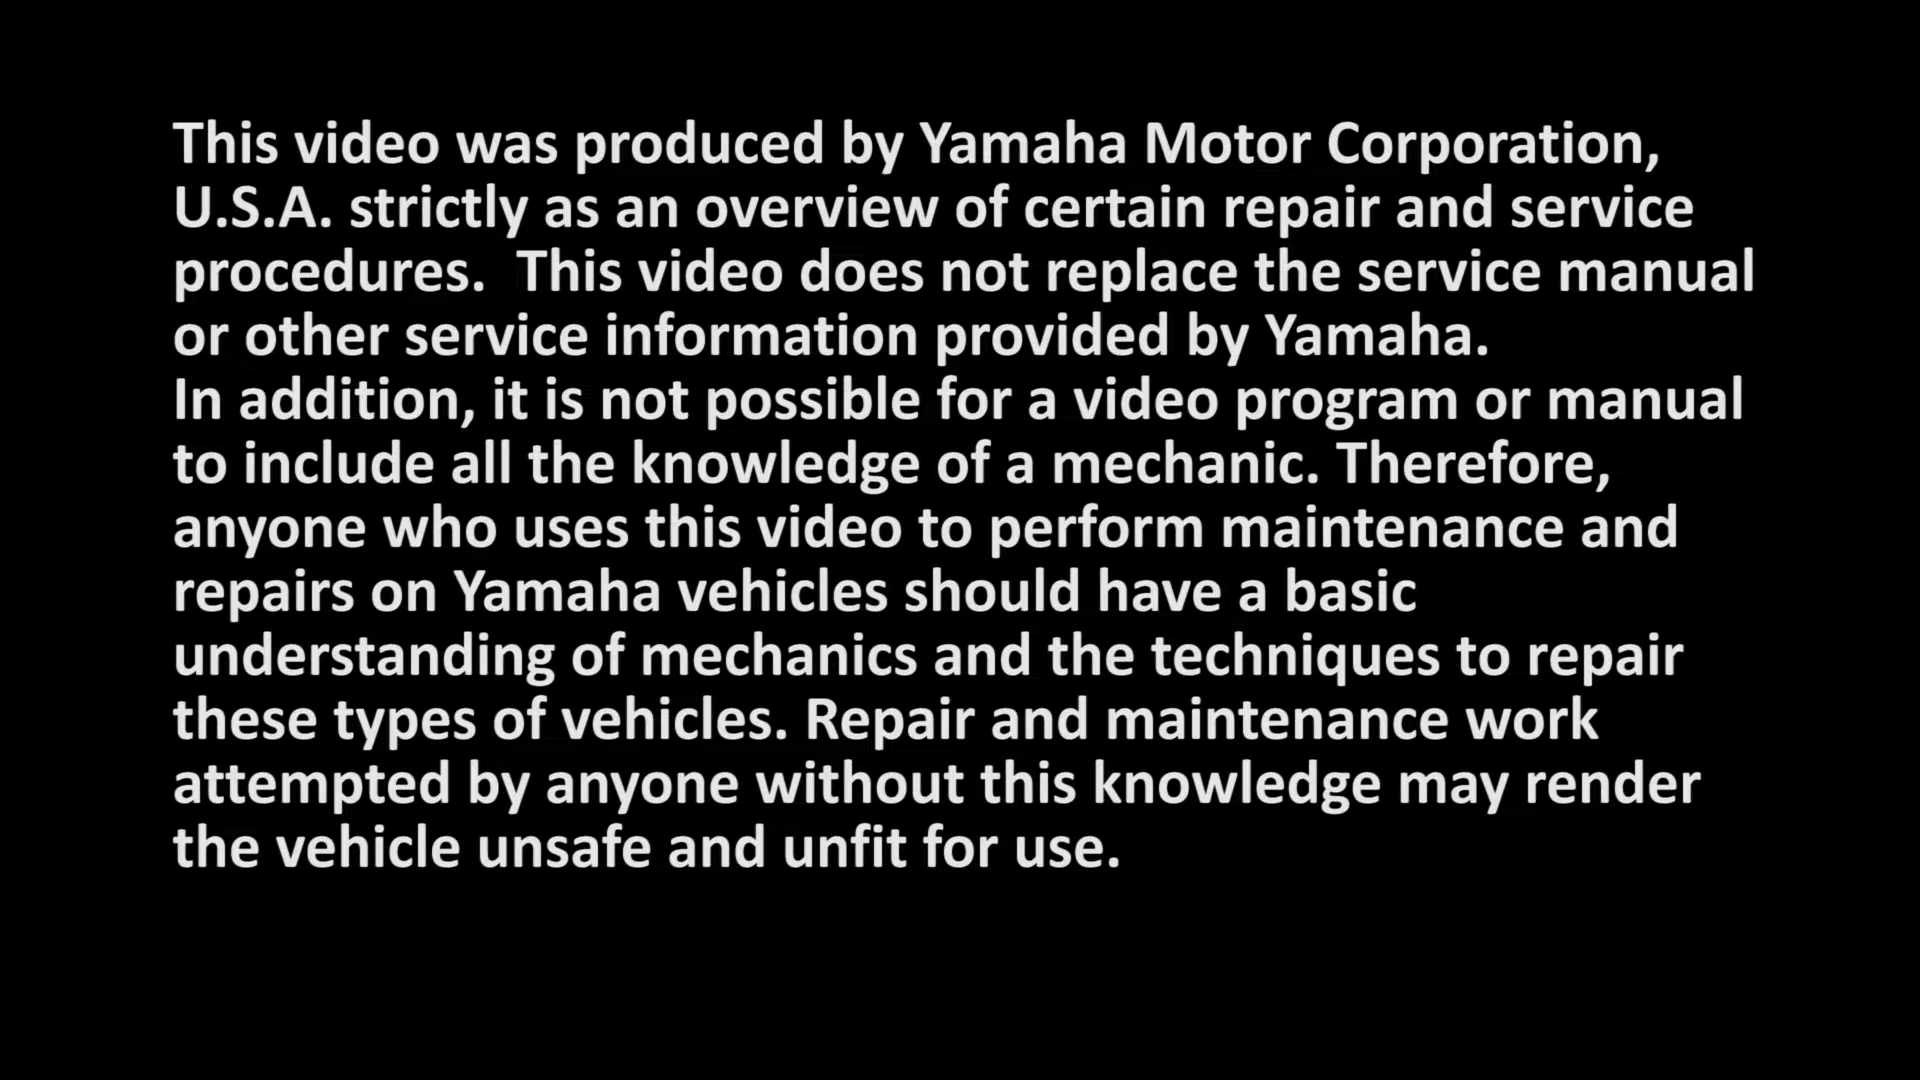 This video was produced by Yamaha Motor Corporation,
U.S.A. strictly as an overview of certain repair and service
procedures.  This video does not replace the service manual
or other service information provided by Yamaha.
In addition, it is not possible for a video program or manual
to include all the knowledge of a mechanic. Therefore,
anyone who uses this video to perform maintenance and
repairs on Yamaha vehicles should have a basic
understanding of mechanics and the techniques to repair
these types of vehicles. Repair and maintenance work
attempted by anyone without this knowledge may render
the vehicle unsafe and unfit for use.